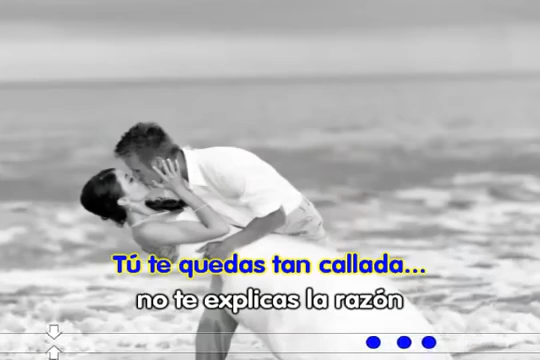 Tú te quedas tan callada...
no te explicas la razón